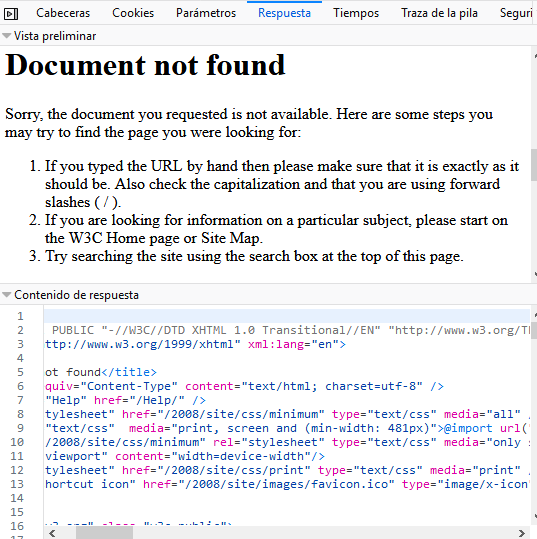 Cabeceras Cookies Parámetros Respuesta Tiempos Traza de la pila Seguri
Vista preliminar
Document not found
Sorry, the document you requested is not available. Here are some steps you
may try to find the page you were looking for:
1. If you typed the URL by hand then please make sure that it is exactly as it
should be. Also check the capitalization and that you are using forward
slashes ( / ).
2. If you are looking for information on a particular subject, please start on
the W3C Home page or Site Map.
3. Try searching the site using the search box at the top of this page.
Contenido de respuesta
1
2 PUBLIC "-//W3C//DTD XHTML 1.0 Transitional//EN" "http://www.w3.org/T
3 ttp://www.w3.org/1999/xhtml" xml:lang="en">
4
5 ot found</title>
6 quiv="Content-Type" content="text/html; charset=utf-8" />
7 "Help" href="/Help/" />
8 tylesheet" href="/2008/site/css/minimum" type="text/css" media="all" /
9 "text/css"  media="print, screen and (min-width: 481px)">@import url(
10 /2008/site/css/minimum" rel="stylesheet" type="text/css" media="only s
11 viewport" content="width=device-width"/>
12 tylesheet" href="/2008/site/css/print" type="text/css" media="print" /
13 hortcut icon" href="/2008/site/images/favicon.ico" type="image/x-icon
14
15
16